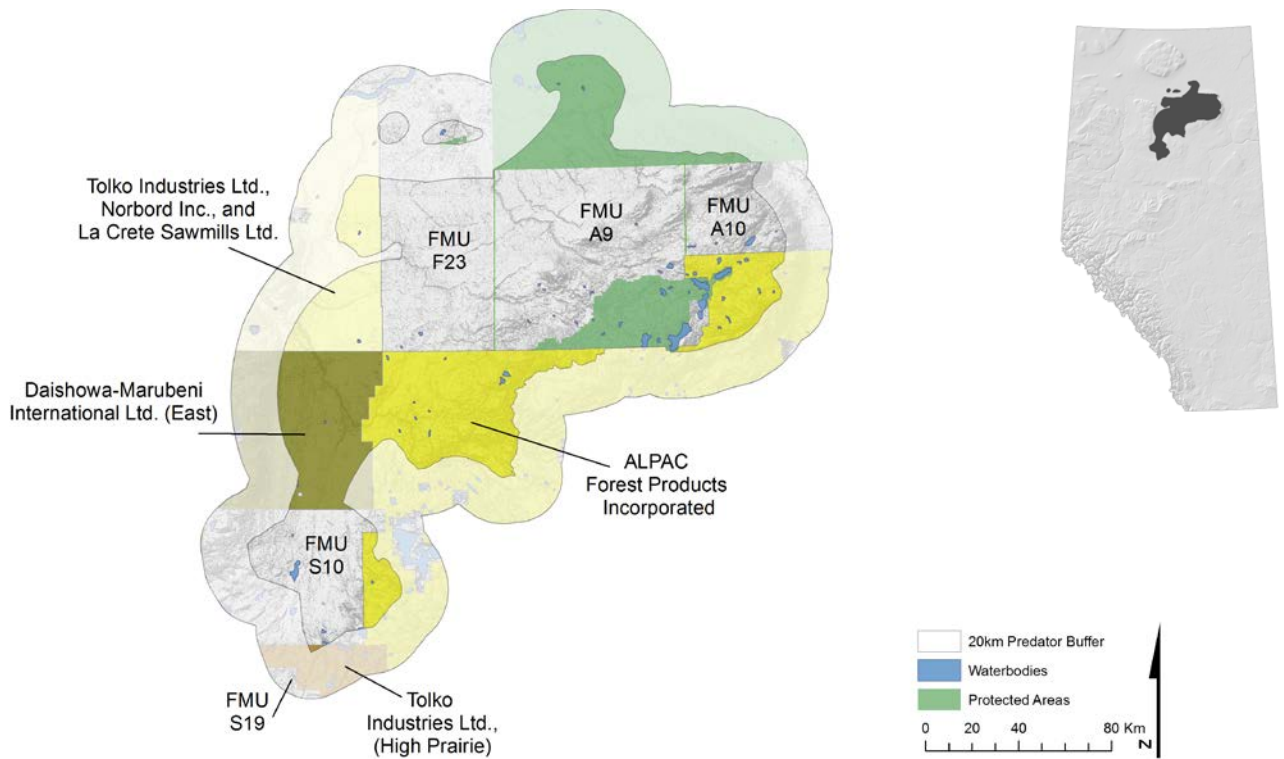 Tolko Industries Ltd.,
Norbord Inc., and
La Crete Sawmills Ltd.
FMU
F23
FMU
A9
FMU
A10
Daishowa-Marubeni
International Ltd. (East)
ALPAC
Forest Products
Incorporated
FMU
S10
FMU
S19
Tolko
Industries Ltd.,
(High Prairie)
20km Predator Buffer
Waterbodies
Protected Areas
0 20 40 80 Km
N